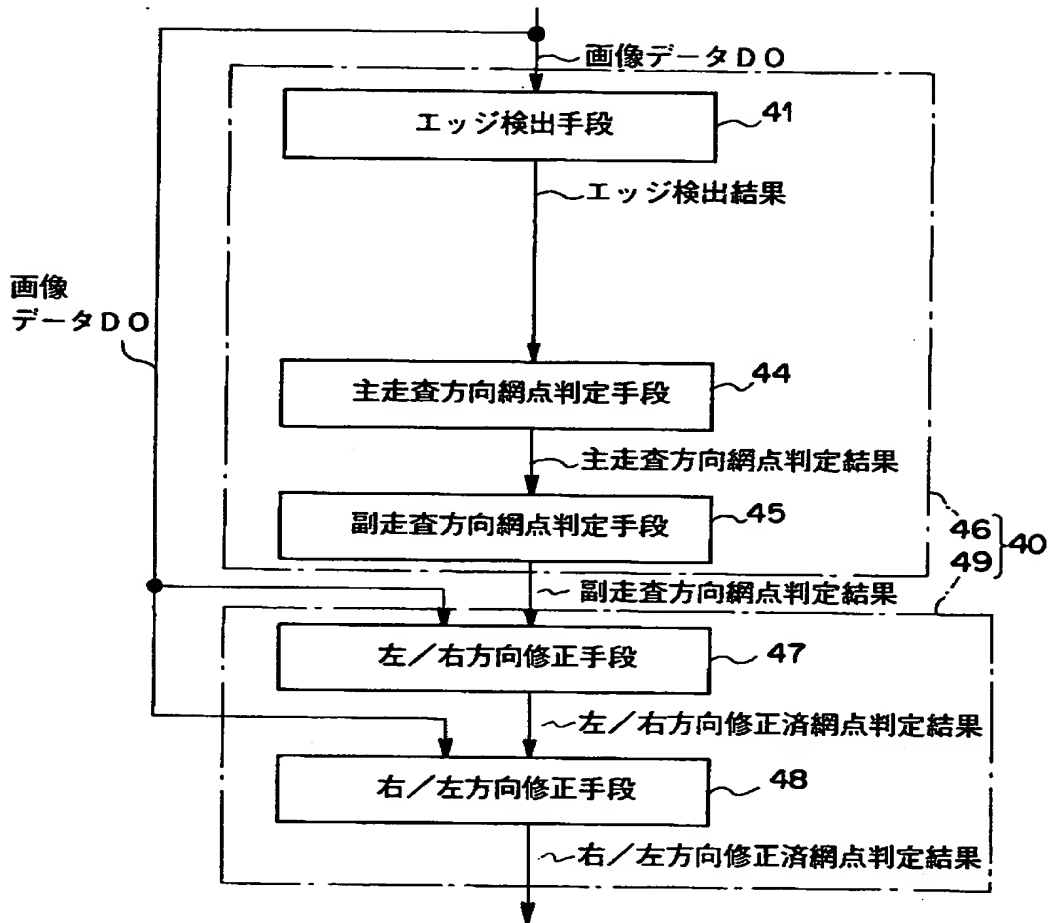 画像データＤＯ
エッジ検出手段
41
エッジ検出結果
画像
データＤＯ
主走査方向網点判定手段
44
主走査方向網点判定結果
副走査方向網点判定手段
45
46
49
40
副走査方向網点判定結果
左／右方向修正手段
47
左／右方向修正済網点判定結果
右／左方向修正手段
48
右／左方向修正済網点判定結果